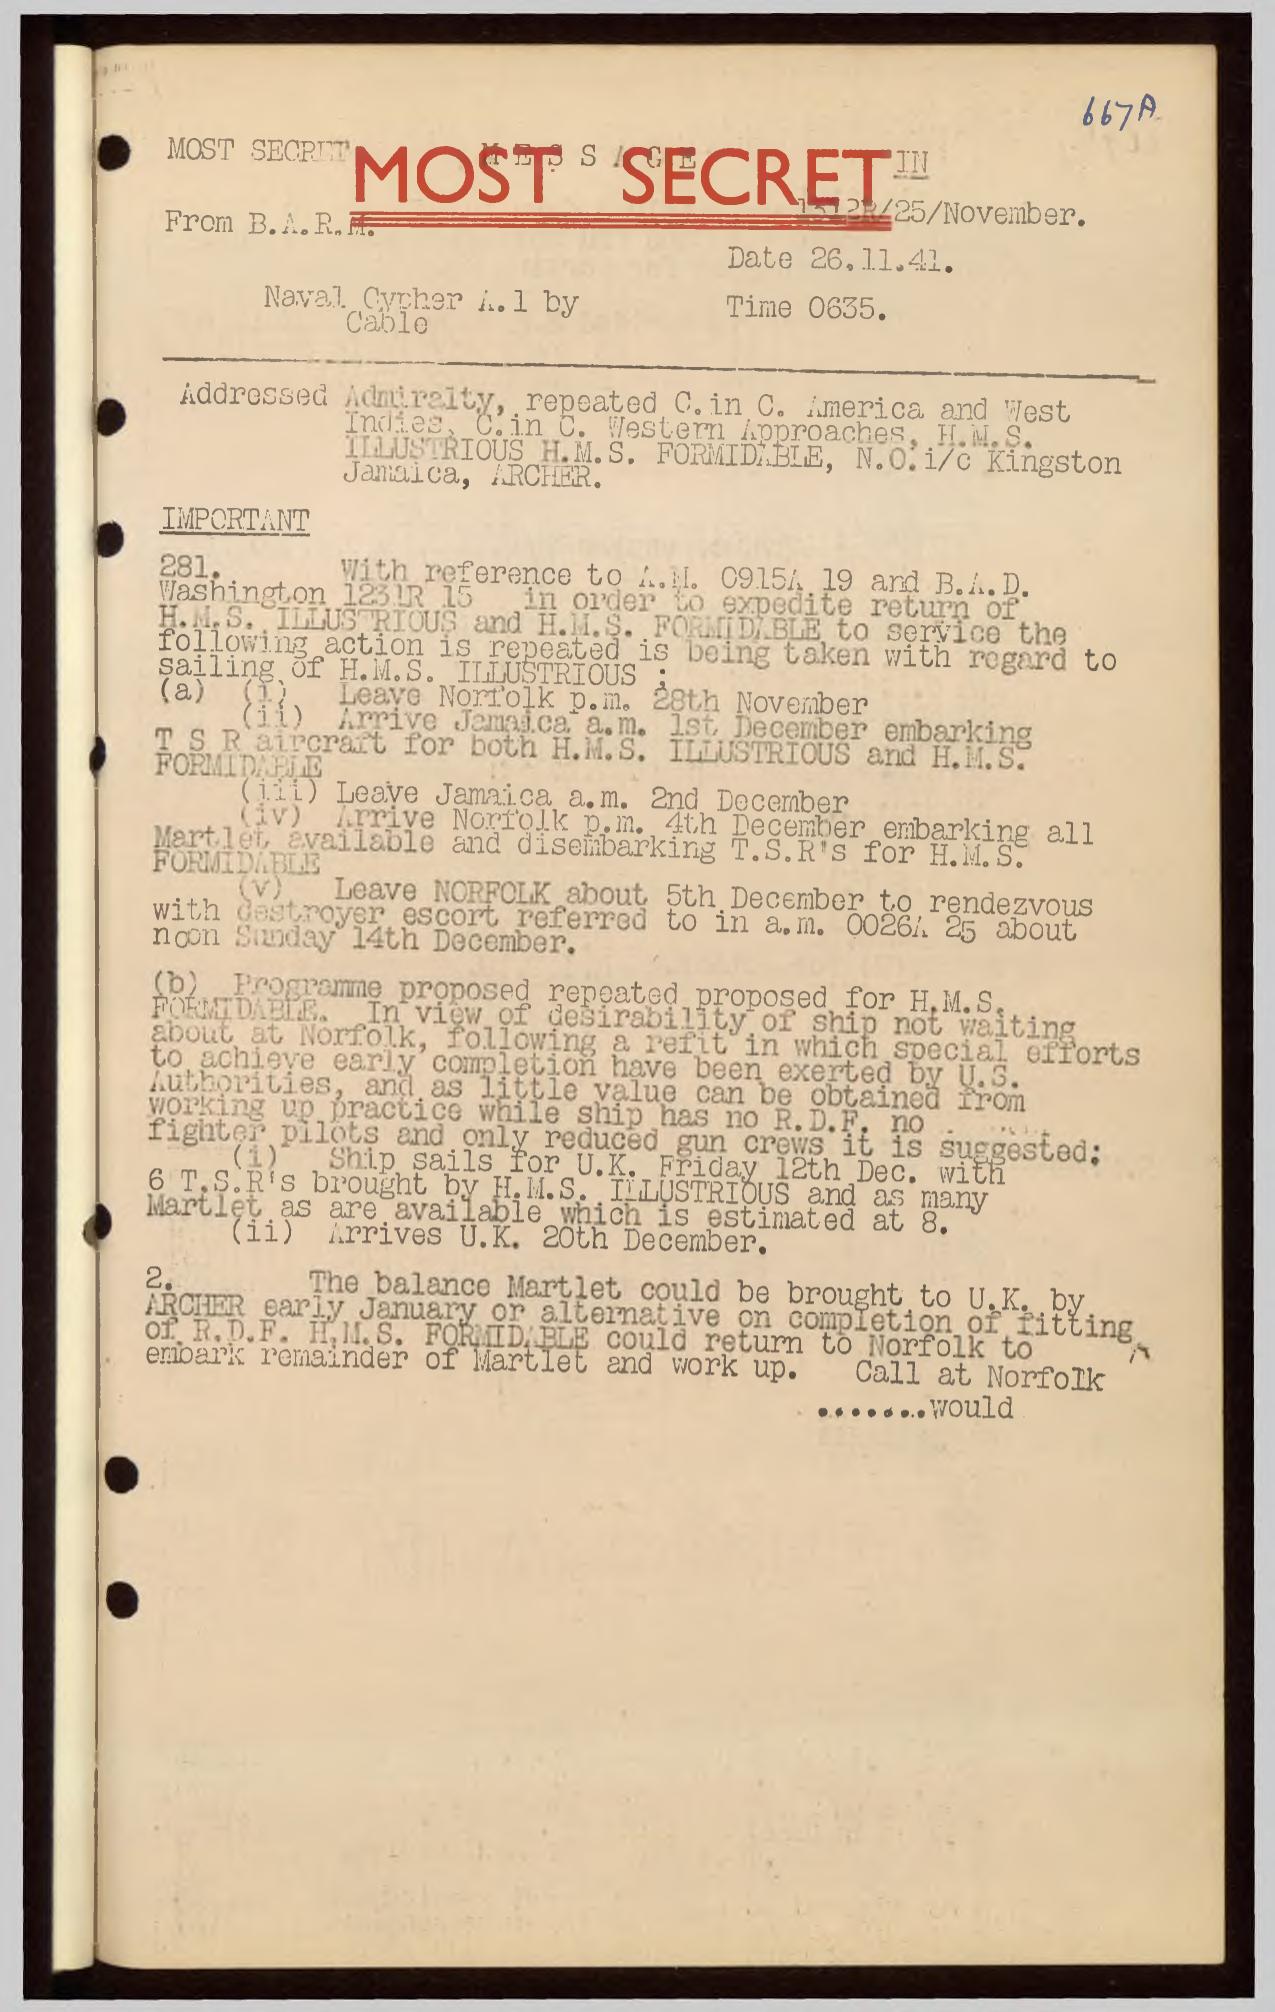 667A
MOST SECRET MESSAGE IN
MOST SECRET
From B.A.R.M. 1312R/25/November.
Date 26.11.41.
Naval Cypher A.1 by Time 0635.
Cable
Addressed Admiralty, repeated C.in C. America and West
Indies, C.in C. Western Approaches, H.M.S.
ILLUSTRIOUS H.M.S. FORMIDABLE, N.O.i/c Kingston
Jamaica, ARCHER.
IMPORTANT
281. With reference to A.M. 0915A 19 and B.A.D.
Washington 1231R 15 in order to expedite return of
H.M.S. ILLUSTRIOUS and H.M.S. FORMIDABLE to service the
following action is repeated is being taken with regard to
sailing of H.M.S. ILLUSTRIOUS :
(a) (i) Leave Norfolk p.m. 28th November
(ii) Arrive Jamaica a.m. 1st December embarking
T S R aircraft for both H.M.S. ILLUSTRIOUS and H.M.S.
FORMIDABLE
(iii) Leave Jamaica a.m. 2nd December
(iv) Arrive Norfolk p.m. 4th December embarking all
Martlet available and disembarking T.S.R's for H.M.S.
FORMIDABLE
(v) Leave NORFOLK about 5th December to rendezvous
with destroyer escort referred to in a.m. 0026A 25 about
noon Sunday 14th December.
(b) Programme proposed repeated proposed for H.M.S.
FORMIDABLE. In view of desirability of ship not waiting
about at Norfolk, following a refit in which special efforts
to achieve early completion have been exerted by U.S.
Authorities, and as little value can be obtained from
working up practice while ship has no R.D.F. no
fighter pilots and only reduced gun crews it is suggested:
(i) Ship sails for U.K. Friday 12th Dec. with
6 T.S.R's brought by H.M.S. ILLUSTRIOUS and as many
Martlet as are available which is estimated at 8.
(ii) Arrives U.K. 20th December.
2. The balance Martlet could be brought to U.K. by
ARCHER early January or alternative on completion of fitting
of R.D.F. H.M.S. FORMIDABLE could return to Norfolk to
embark remainder of Martlet and work up. Call at Norfolk
........would